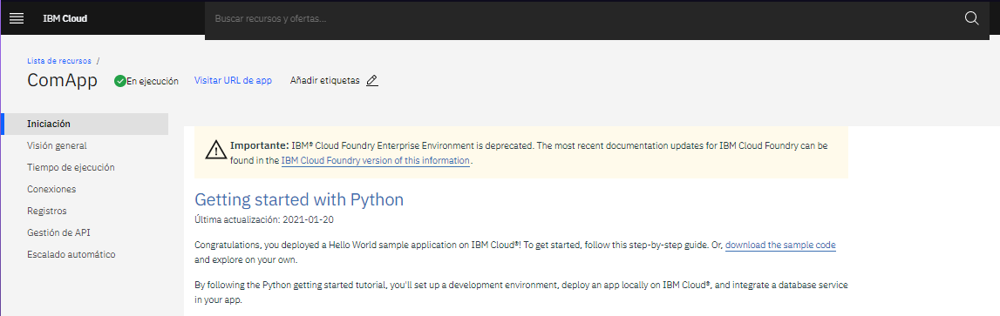 IBM Cloud
Buscar recursos y ofertas...
Lista de recursos /
ComApp
En ejecución
Visitar URL de app
Añadir etiquetas
Iniciación
Visión general
Tiempo de ejecución
Conexiones
Registros
Gestión de API
Escalado automático
Importante: IBM® Cloud Foundry Enterprise Environment is deprecated. The most recent documentation updates for IBM Cloud Foundry can be
found in the IBM Cloud Foundry version of this information.
Getting started with Python
Última actualización: 2021-01-20
Congratulations, you deployed a Hello World sample application on IBM Cloud®! To get started, follow this step-by-step guide. Or, download the sample code
and explore on your own.
By following the Python getting started tutorial, you'll set up a development environment, deploy an app locally on IBM Cloud®, and integrate a database service
in your app.